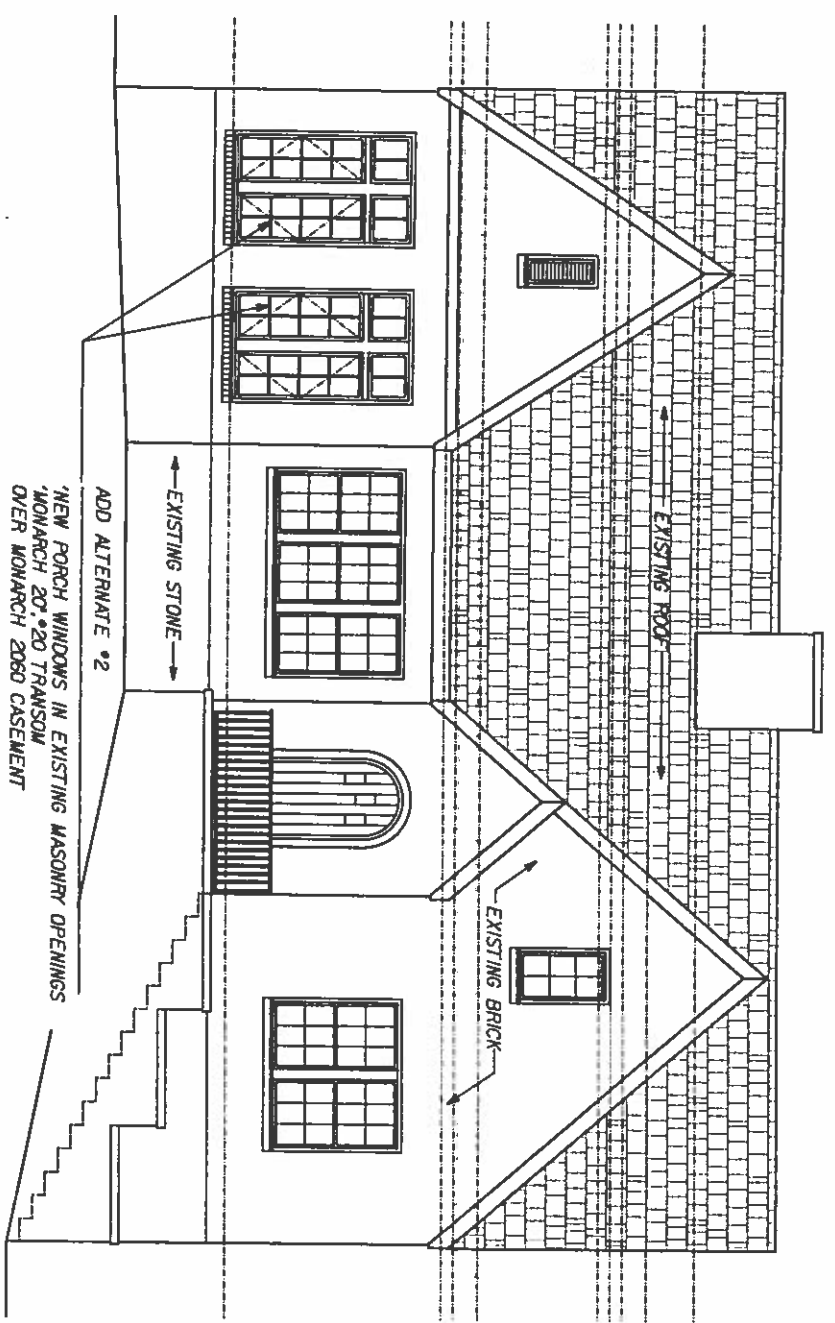 EXISTING ROOF
EXISTING BRICK
EXISTING STONE
ADD ALTERNATE #2
'NEW PORCH WINDOWS IN EXISTING MASONRY OPENINGS
'MONARCH 20", #20 TRANSOM
OVER MONARCH 2060 CASEMENT